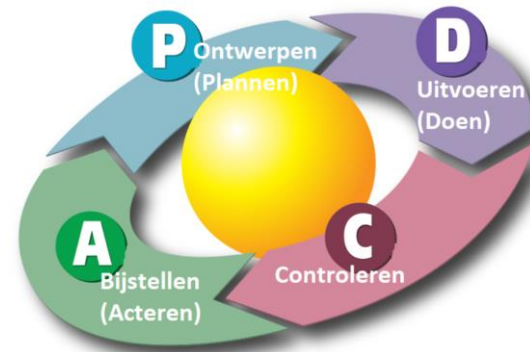 P
Ontwerpen
(Plannen)
D
Uitvoeren
(Doen)
C
Controleren
A
Bijstellen
(Acteren)